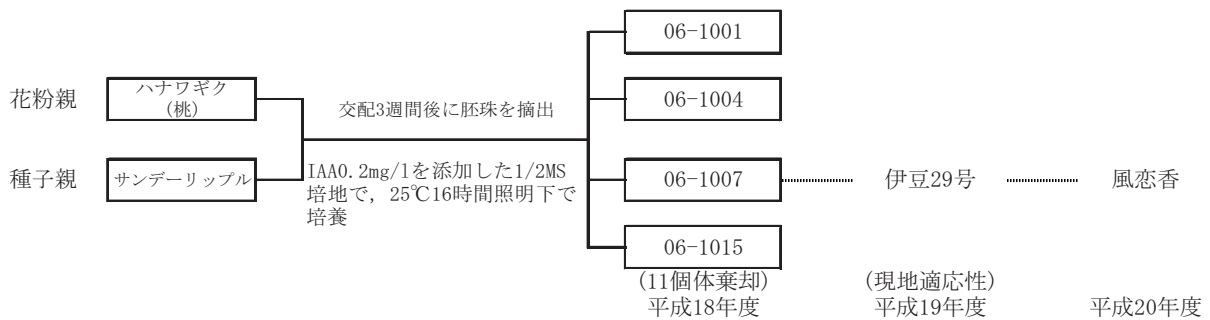 06-1001
花粉親
ハナワギク
(桃)
交配3週間後に胚珠を摘出
06-1004
種子親
サンデーリップル
IAA0.2mg/lを添加した1/2MS
培地で，25℃16時間照明下で
培養
06-1007
伊豆29号
風恋香
06-1015
(11個体棄却)
(現地適応性)
平成18年度
平成19年度
平成20年度